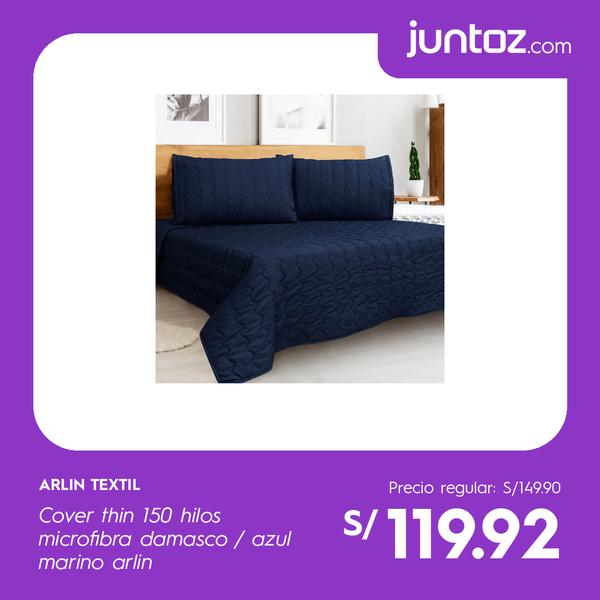 juntoz.com
ARLIN TEXTIL
Cover thin 150 hilos
microfibra damasco / azul
marino arlin
Precio regular: S/149.90
S/ 119.92